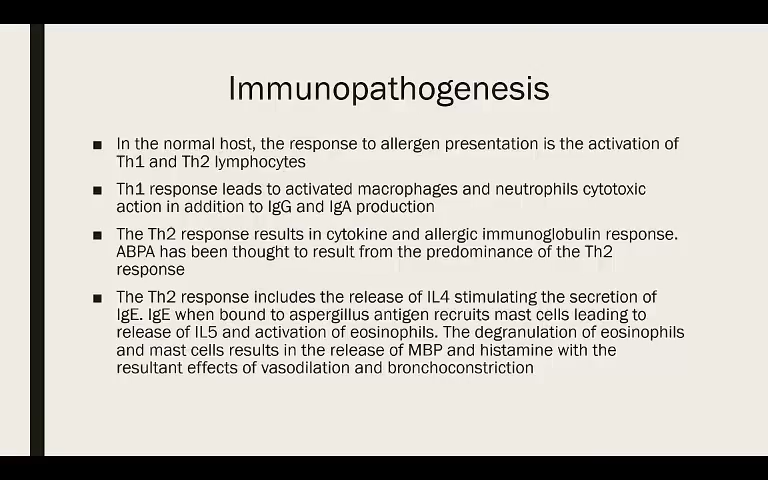 Immunopathogenesis
■ In the normal host, the response to allergen presentation is the activation of
Th1 and Th2 lymphocytes
■ Th1 response leads to activated macrophages and neutrophils cytotoxic
action in addition to IgG and IgA production
■ The Th2 response results in cytokine and allergic immunoglobulin response.
ABPA has been thought to result from the predominance of the Th2
response
■ The Th2 response includes the release of IL4 stimulating the secretion of
IgE. IgE when bound to aspergillus antigen recruits mast cells leading to
release of IL5 and activation of eosinophils. The degranulation of eosinophils
and mast cells results in the release of MBP and histamine with the
resultant effects of vasodilation and bronchoconstriction